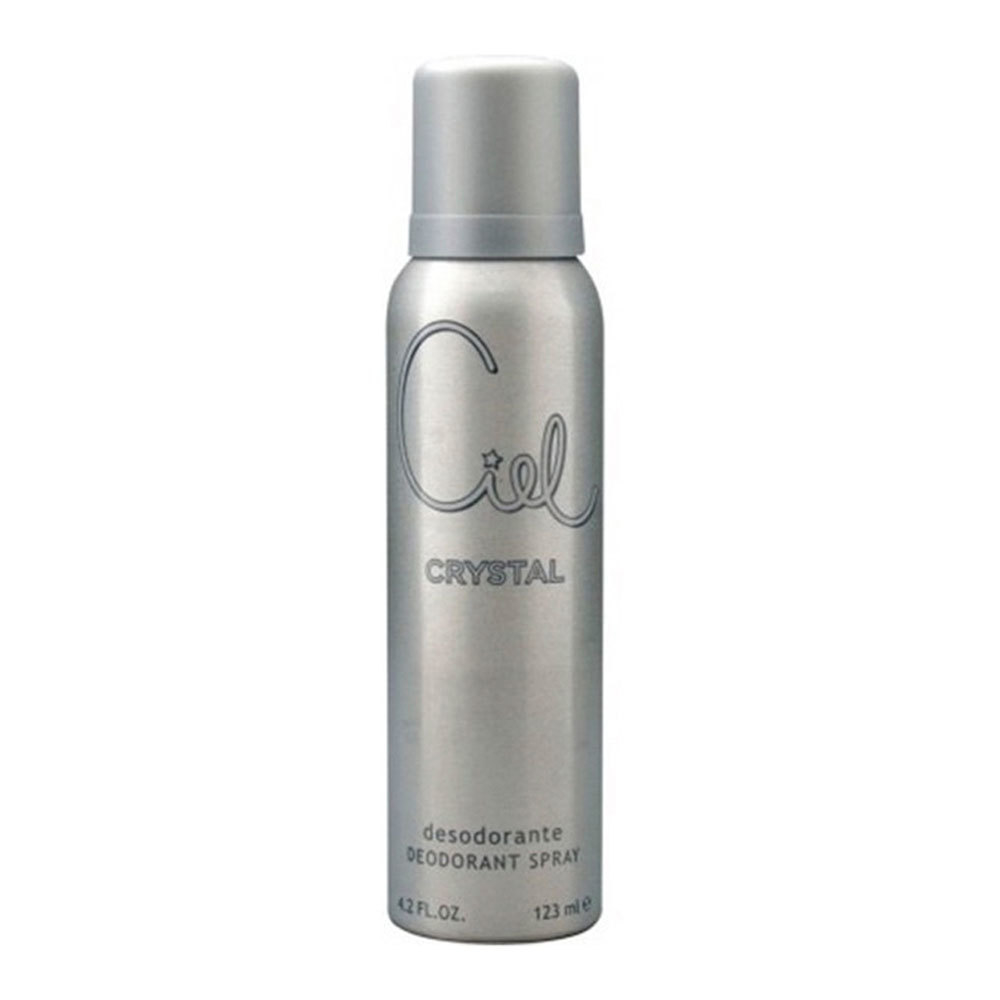 Ciel
CRYSTAL
desodorante
DEODORANT SPRAY
4.2 FL.OZ. 123 ml ℮